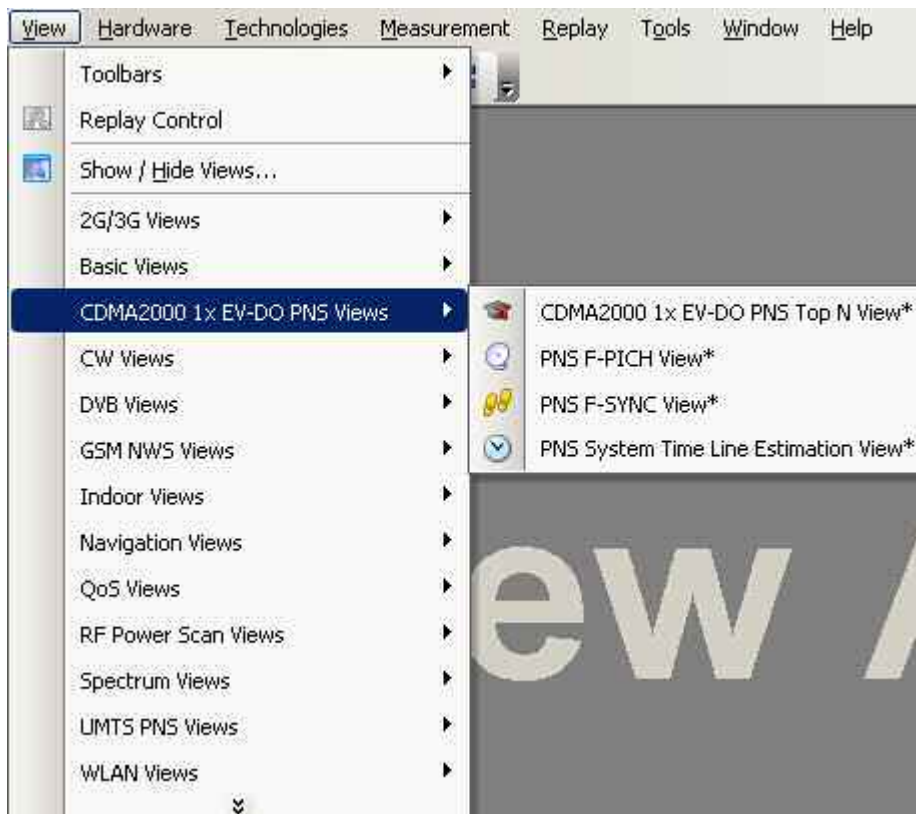 View Hardware Technologies Measurement Replay Tools Window Help
Toolbars
Replay Control
Show / Hide Views...
2G/3G Views
Basic Views
CDMA2000 1x EV-DO PNS Views
CW Views
DVB Views
GSM NWS Views
Indoor Views
Navigation Views
QoS Views
RF Power Scan Views
Spectrum Views
UMTS PNS Views
WLAN Views
CDMA2000 1x EV-DO PNS Top N View*
PNS F-PICH View*
PNS F-SYNC View*
PNS System Time Line Estimation View*